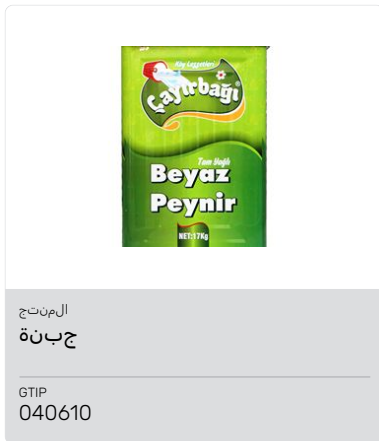 Köy Lezzetleri
Çayırbağı
Tam Yağlı
Beyaz
Peynir
NET:17Kg
المنتج
جبنة
GTIP
040610